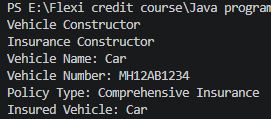 PS E:\Flexi credit course\Java program
Vehicle Constructor
Insurance Constructor
Vehicle Name: Car
Vehicle Number: MH12AB1234
Policy Type: Comprehensive Insurance
Insured Vehicle: Car